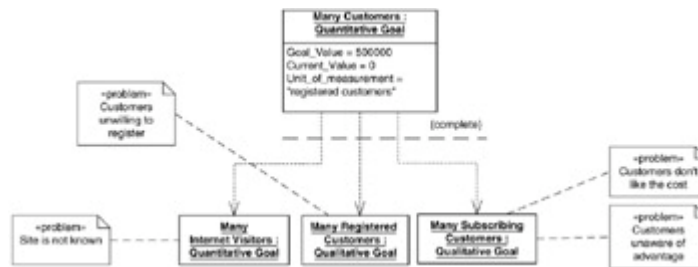 Many Customers :
Quantitative Goal
Goal_Value = 500000
Current_Value = 0
Unit_of_measurement =
"registered customers"
«problem»
Customers
unwilling to
register
{complete}
«problem»
Customers don't
like the cost
«problem»
Site is not known
Many
Internet Visitors :
Quantitative Goal
Many Registered
Customers :
Qualitative Goal
Many Subscribing
Customers :
Qualitative Goal
«problem»
Customers
unaware of
advantage